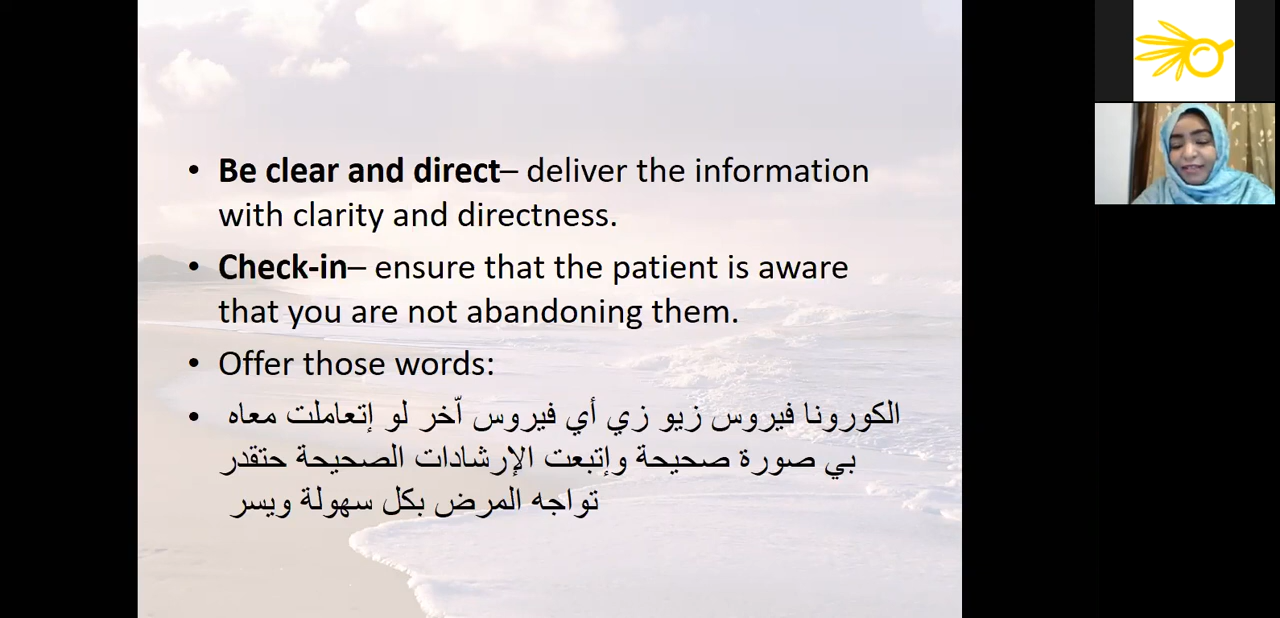 • Be clear and direct– deliver the information
with clarity and directness.
• Check-in– ensure that the patient is aware
that you are not abandoning them.
• Offer those words:
• الكورونا فيروس زيو زي أي فيروس اّخر لو إتعاملت معاه
بي صورة صحيحة وإتبعت الإرشادات الصحيحة حتقدر
تواجه المرض بكل سهولة ويسر